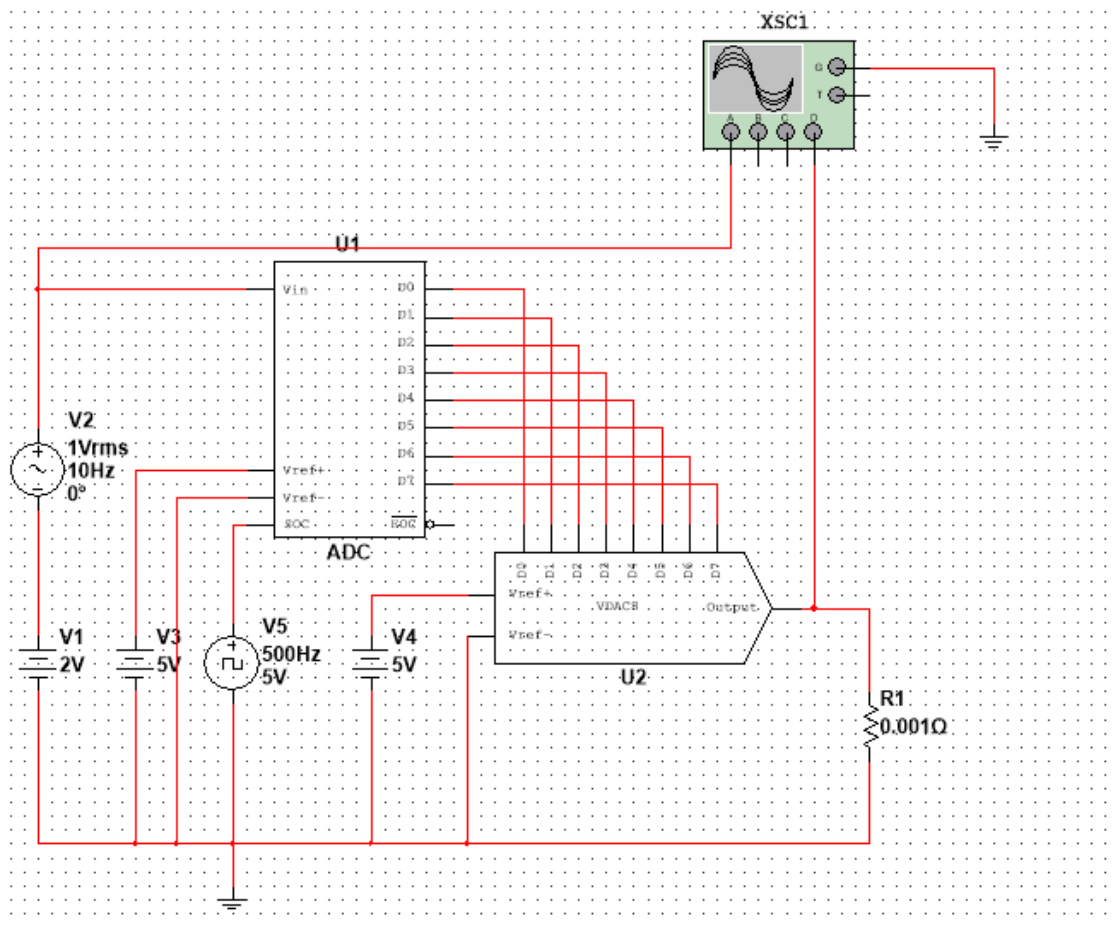 XSC1
G
T
A B C D
U1
Vin
D0
D1
D2
D3
D4
D5
D6
D7
Vref+
Vref-
SOC
EOC
ADC
V2
1Vrms
10Hz
0°
V1
2V
V3
5V
V5
500Hz
5V
V4
5V
D0 D1 D2 D3 D4 D5 D6 D7
Vref+
VDAC8
Output
Vref-
U2
R1
0.001Ω